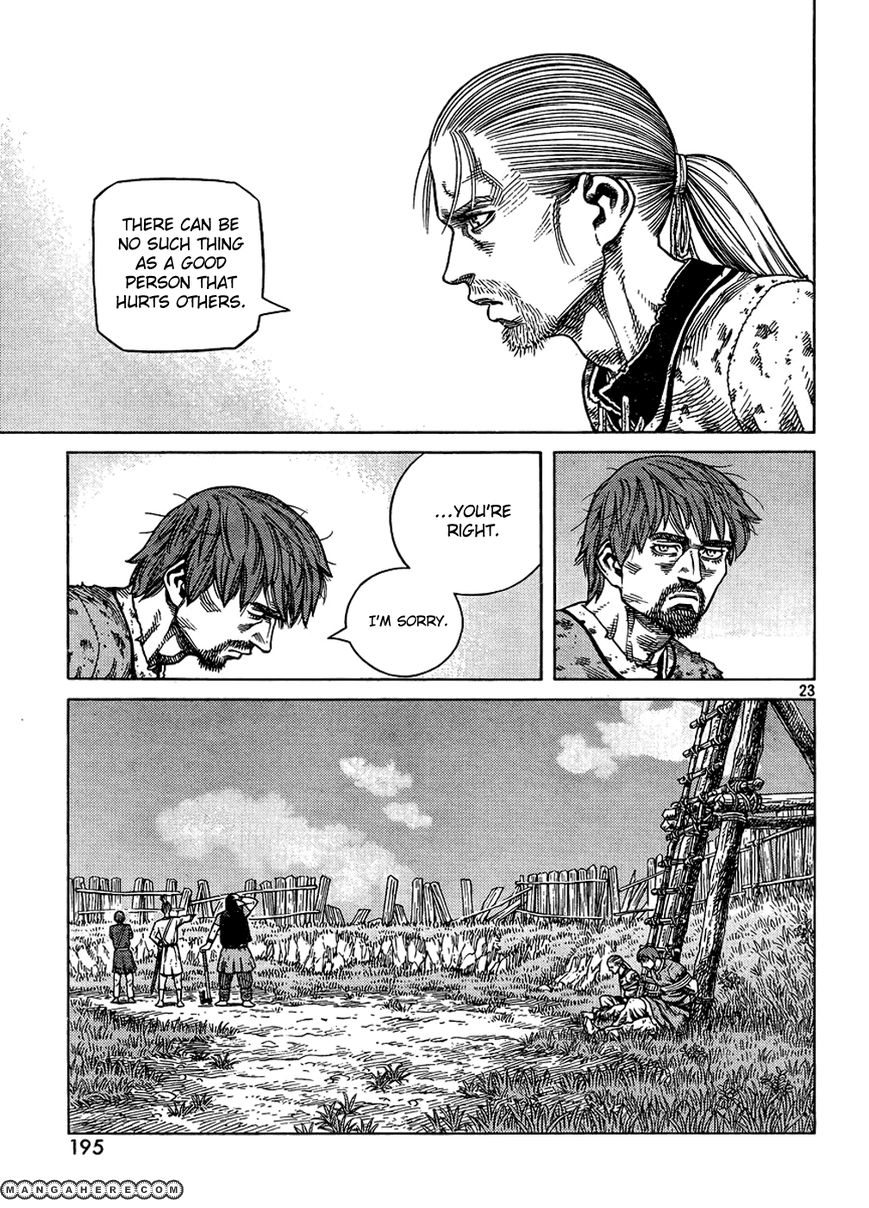 THERE CAN BE
NO SUCH THING
AS A GOOD
PERSON THAT
HURTS OTHERS.
...YOU'RE
RIGHT.
I'M SORRY.
23
195
MANGAHERE.COM